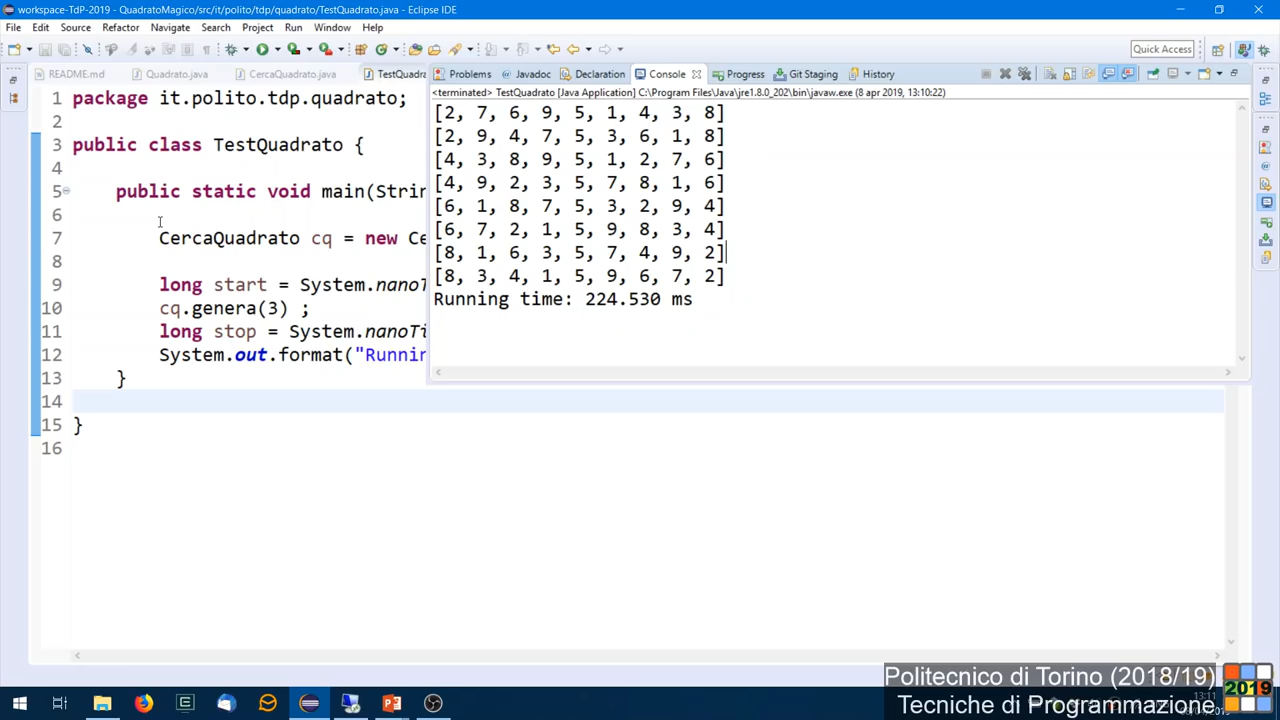 workspace-TdP-2019 - QuadratoMagico/src/it/polito/tdp/quadrato/TestQuadrato.java - Eclipse IDE
File Edit Source Refactor Navigate Search Project Run Window Help
Quick Access
README.md Quadrato.java CercaQuadrato.java TestQuadra
Problems Javadoc Declaration Console Progress Git Staging History
<terminated> TestQuadrato [Java Application] C:\Program Files\Java\jre1.8.0_202\bin\javaw.exe (8 apr 2019, 13:10:22)
[2, 7, 6, 9, 5, 1, 4, 3, 8]
[2, 9, 4, 7, 5, 3, 6, 1, 8]
[4, 3, 8, 9, 5, 1, 2, 7, 6]
[4, 9, 2, 3, 5, 7, 8, 1, 6]
[6, 1, 8, 7, 5, 3, 2, 9, 4]
[6, 7, 2, 1, 5, 9, 8, 3, 4]
[8, 1, 6, 3, 5, 7, 4, 9, 2]
[8, 3, 4, 1, 5, 9, 6, 7, 2]
Running time: 224.530 ms
1 package it.polito.tdp.quadrato;
2
3 public class TestQuadrato {
4
5 public static void main(Strin
6
7 CercaQuadrato cq = new Ce
8
9 long start = System.nanoT
10 cq.genera(3) ;
11 long stop = System.nanoTi
12 System.out.format("Runnin
13 }
14
15 }
16
Politecnico di Torino (2018/19)
Tecniche di Programmazione
2019
13:11